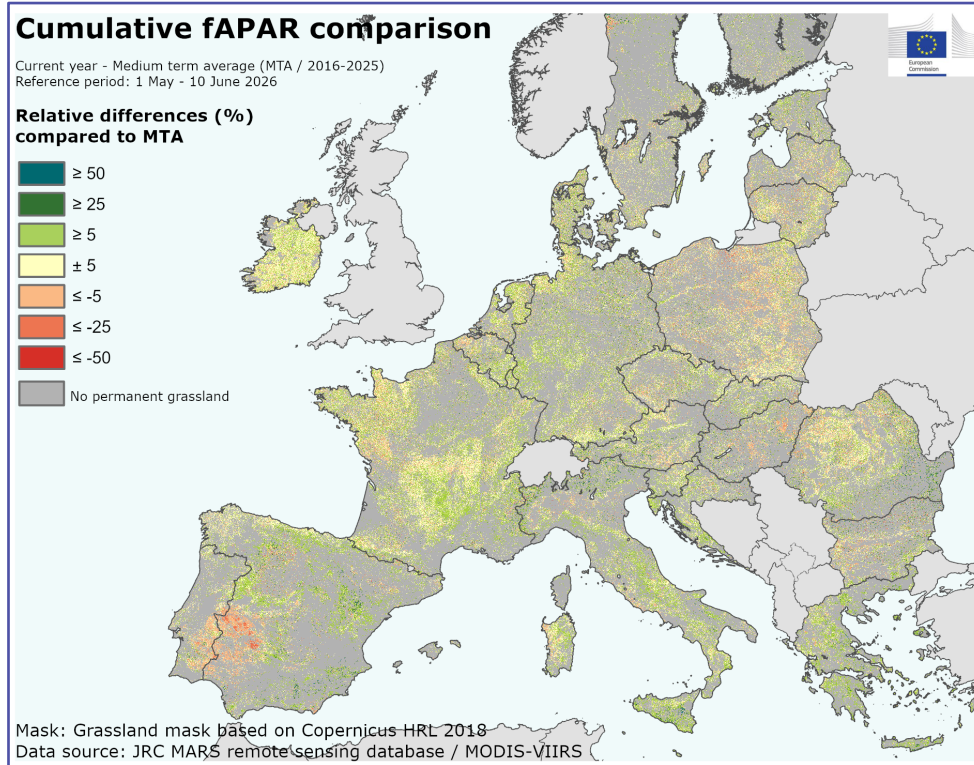 Cumulative fAPAR comparison
Current year - Medium term average (MTA / 2016-2025)
Reference period: 1 May - 10 June 2026
Relative differences (%)
compared to MTA
≥ 50
≥ 25
≥ 5
± 5
≤ -5
≤ -25
≤ -50
No permanent grassland
European
Commission
Mask: Grassland mask based on Copernicus HRL 2018
Data source: JRC MARS remote sensing database / MODIS-VIIRS